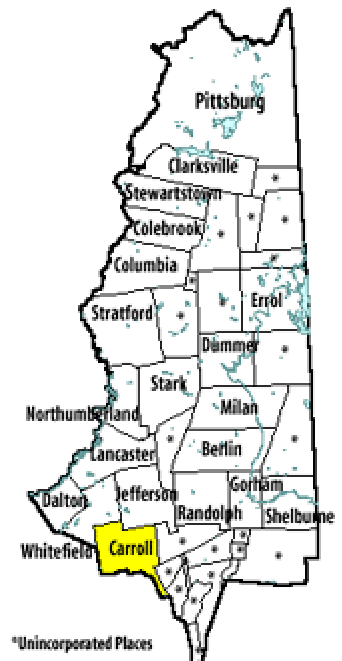 Pittsburg
Clarksville
Stewartstown
Colebrook
Columbia
Stratford
Errol
Dummer
Stark
Northumberland
Milan
Lancaster
Berlin
Dalton
Jefferson
Gorham
Randolph
Shelburne
Whitefield
Carroll
*Unincorporated Places